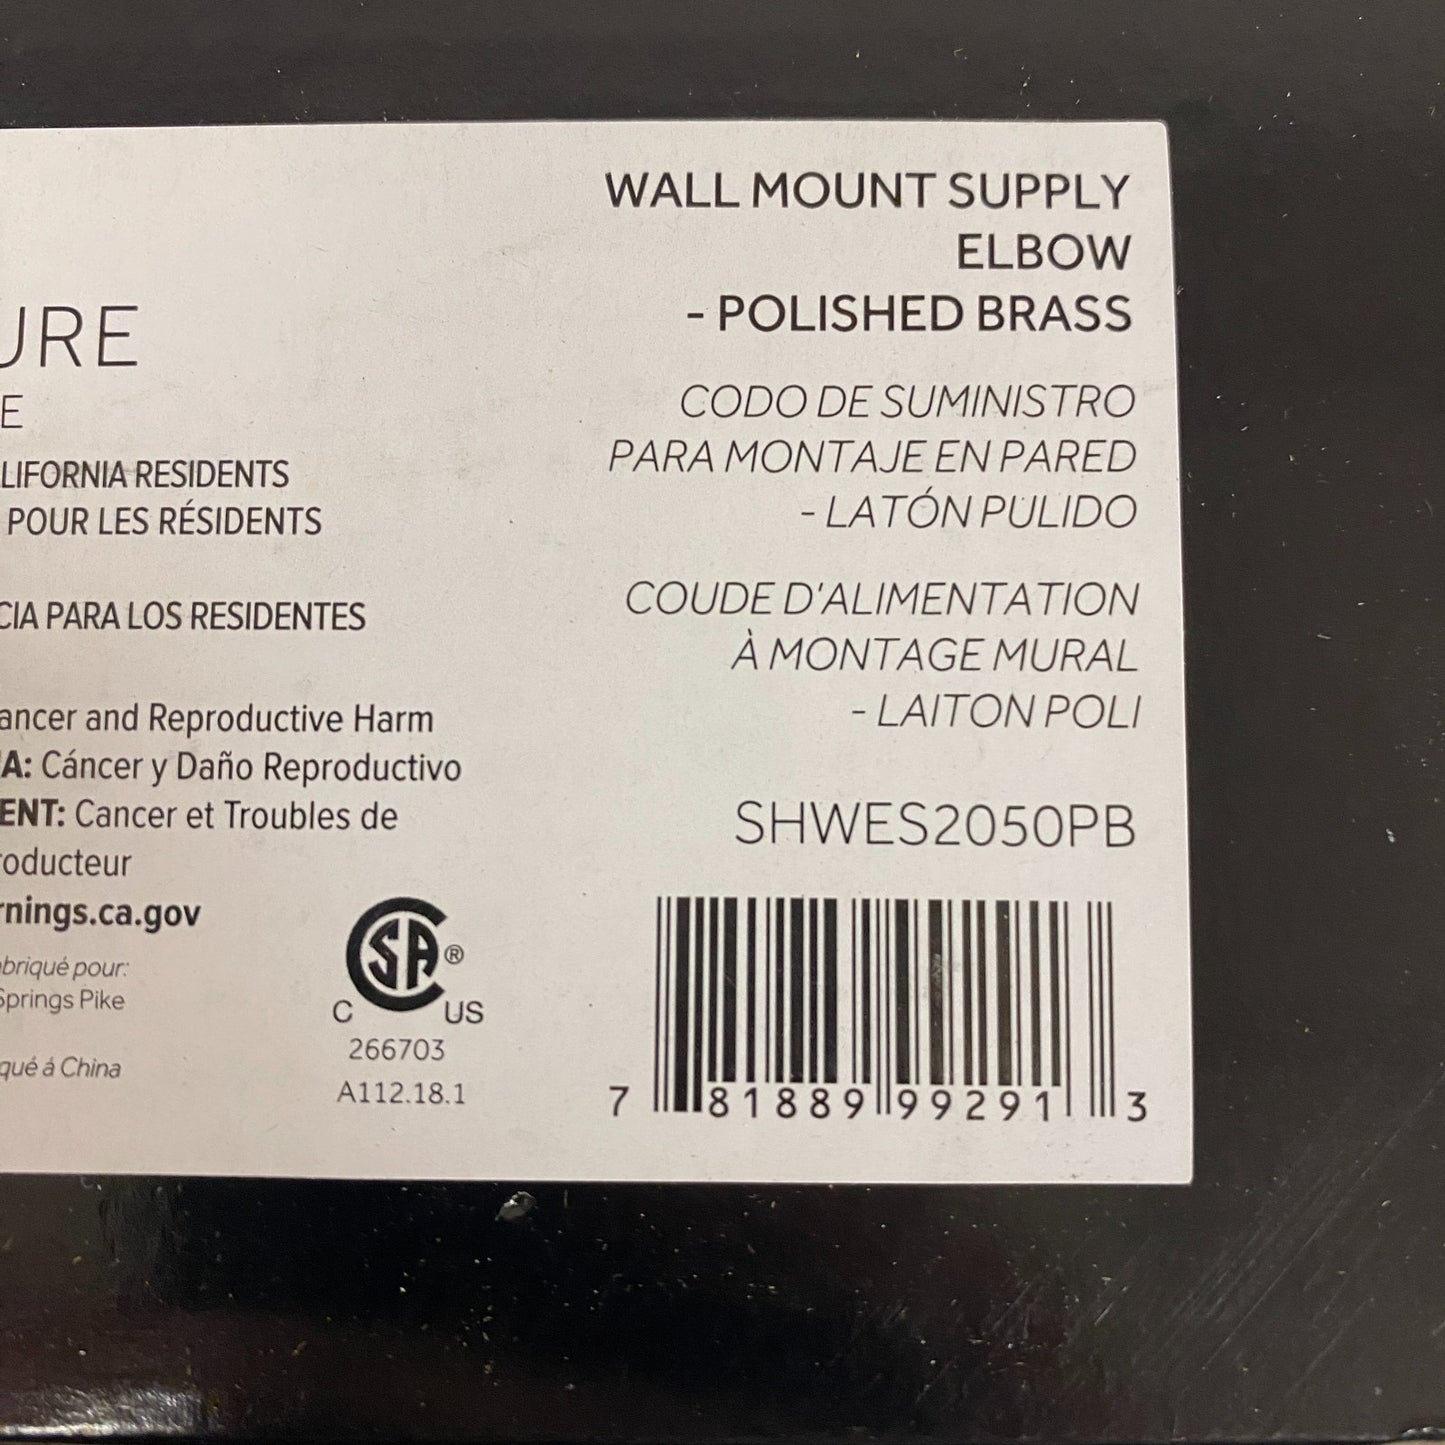 WALL MOUNT SUPPLY
ELBOW
- POLISHED BRASS
CODO DE SUMINISTRO
PARA MONTAJE EN PARED
- LATÓN PULIDO
COUDE D'ALIMENTATION
À MONTAGE MURAL
- LAITON POLI
SHWES2050PB
7 81889 99291 3
URE
E
LIFORNIA RESIDENTS
POUR LES RÉSIDENTS
CIA PARA LOS RESIDENTES
ancer and Reproductive Harm
A: Cáncer y Daño Reproductivo
ENT: Cancer et Troubles de
roducteur
rnings.ca.gov
abriqué pour:
Springs Pike
qué á China
SA®
C US
266703
A112.18.1